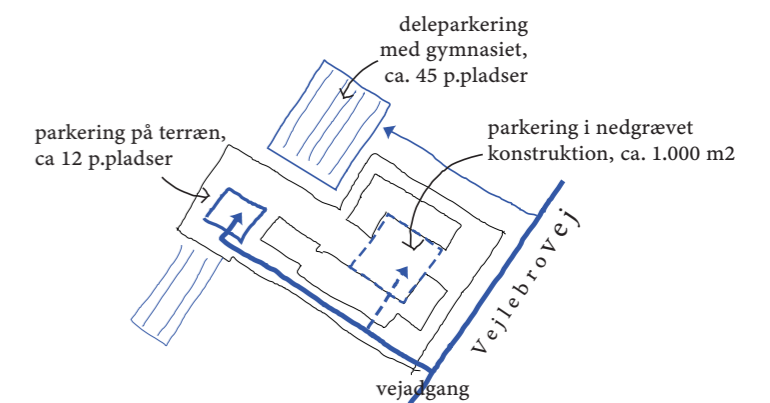 deleparkering
med gymnasiet,
ca. 45 p.pladser
parkering på terræn,
ca 12 p.pladser
parkering i nedgrævet
konstruktion, ca. 1.000 m2
Vejlebrovej
vejadgang